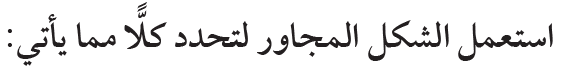 استعمل الشكل المجاور لتحدد كلًّا مما يأتي: